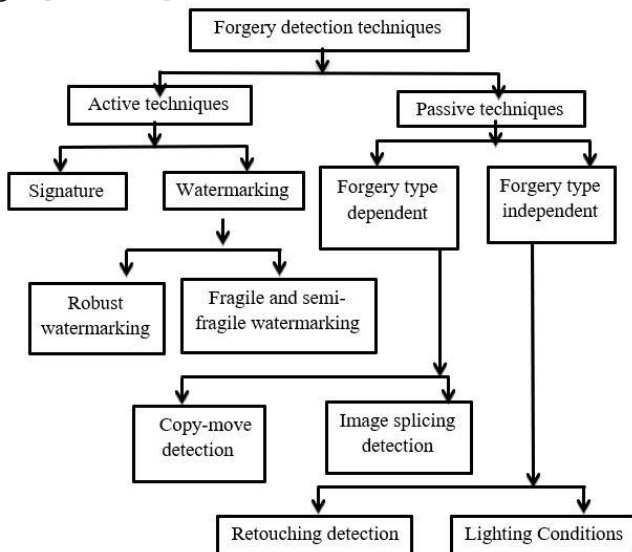 Forgery detection techniques
Active techniques
Passive techniques
Signature
Watermarking
Forgery type
dependent
Forgery type
independent
Robust
watermarking
Fragile and semi-
fragile watermarking
Copy-move
detection
Image splicing
detection
Retouching detection
Lighting Conditions